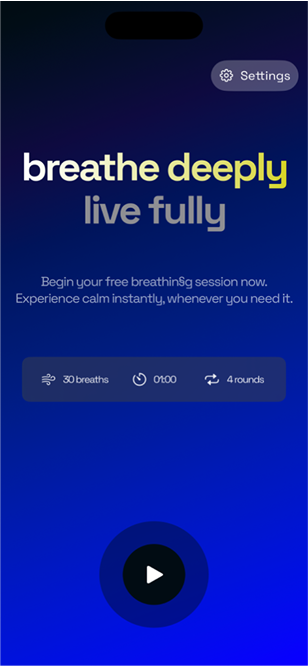 Settings
breathe deeply
live fully
Begin your free breathin§g session now.
Experience calm instantly, whenever you need it.
30 breaths 01:00 4 rounds